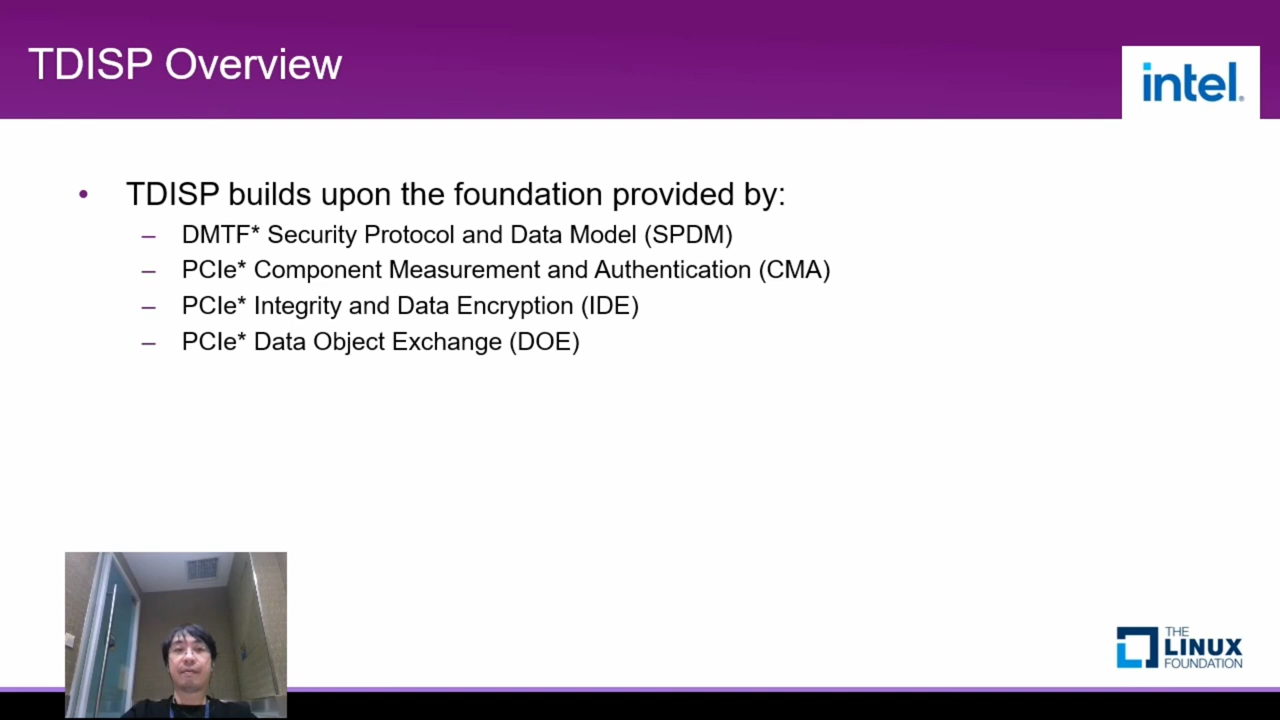 TDISP Overview
intel.
• TDISP builds upon the foundation provided by:
– DMTF* Security Protocol and Data Model (SPDM)
– PCIe* Component Measurement and Authentication (CMA)
– PCIe* Integrity and Data Encryption (IDE)
– PCIe* Data Object Exchange (DOE)
THE
LINUX
FOUNDATION